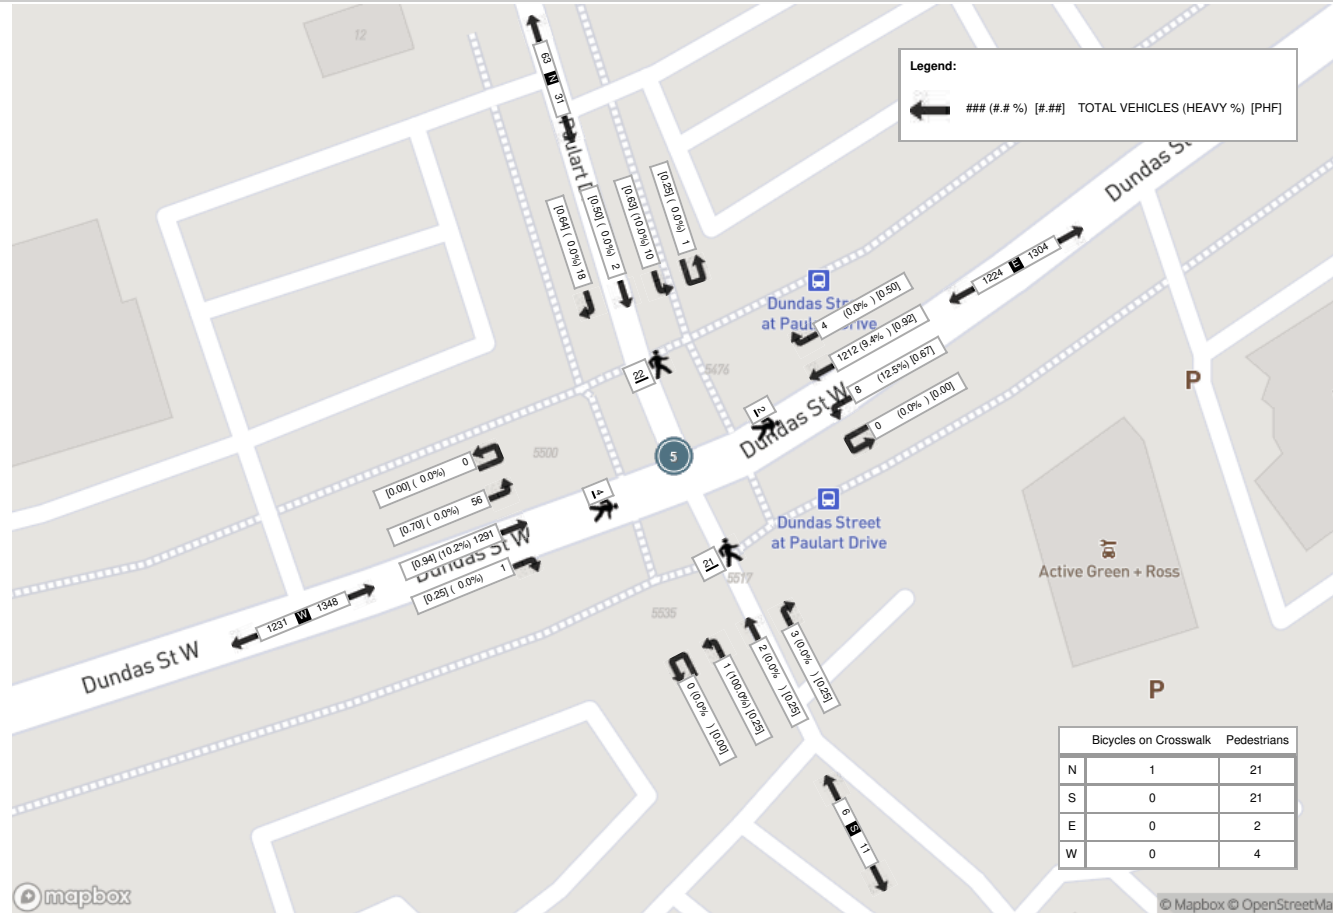 12
63 N 31
Paulart D
Legend:
### (#.# %) [#.##] TOTAL VEHICLES (HEAVY %) [PHF]
Dundas St
[0.64] ( 0.0%) 18
[0.50] ( 0.0%) 2
[0.63] (10.0%) 10
[0.25] ( 0.0%) 1
1224 E 1304
Dundas Street
at Paulart Drive
4 (0.0% ) [0.50]
1212 (9.4% ) [0.92]
8 (12.5%) [0.67]
0 (0.0% ) [0.00]
22
5476
2
Dundas St W
P
5
5500
[0.00] ( 0.0%) 0
[0.70] ( 0.0%) 56
[0.94] (10.2%) 1291
[0.25] ( 0.0%) 1
Dundas St W
4
Dundas Street
at Paulart Drive
21
5517
Active Green + Ross
1231 W 1348
5535
Dundas St W
0 (0.0% ) [0.00]
1 (100.0%) [0.25]
2 (0.0% ) [0.25]
3 (0.0% ) [0.25]
P
6 S 11
Bicycles on Crosswalk Pedestrians
N 1 21
S 0 21
E 0 2
W 0 4
mapbox
© Mapbox © OpenStreetMa